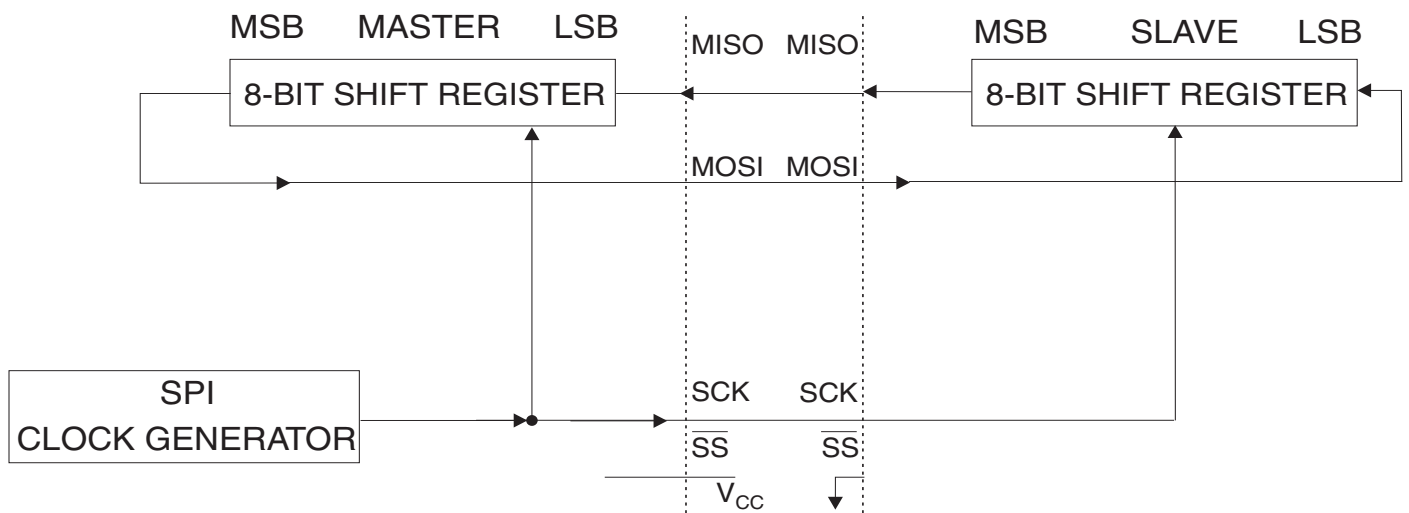 MSB MASTER LSB
MISO MISO
MSB SLAVE LSB
8-BIT SHIFT REGISTER
8-BIT SHIFT REGISTER
MOSI MOSI
SPI
CLOCK GENERATOR
SCK SCK
SS SS
VCC